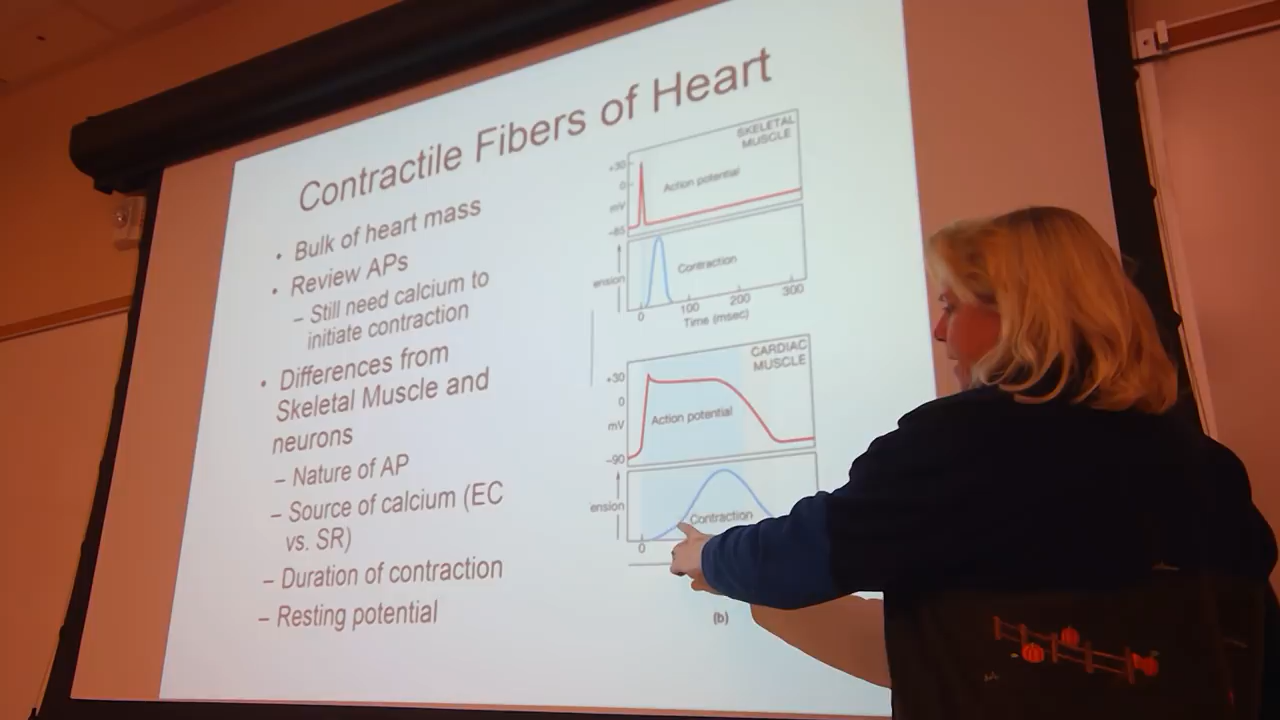 Contractile Fibers of Heart
• Bulk of heart mass
• Review APs
– Still need calcium to
initiate contraction
• Differences from
Skeletal Muscle and
neurons
– Nature of AP
– Source of calcium (EC
vs. SR)
– Duration of contraction
– Resting potential
SKELETAL
MUSCLE
+30
0
mV
-85
Action potential
ension
Contraction
0 100 200 300
Time (msec)
CARDIAC
MUSCLE
+30
0
mV
-90
Action potential
ension
Contraction
0
(b)